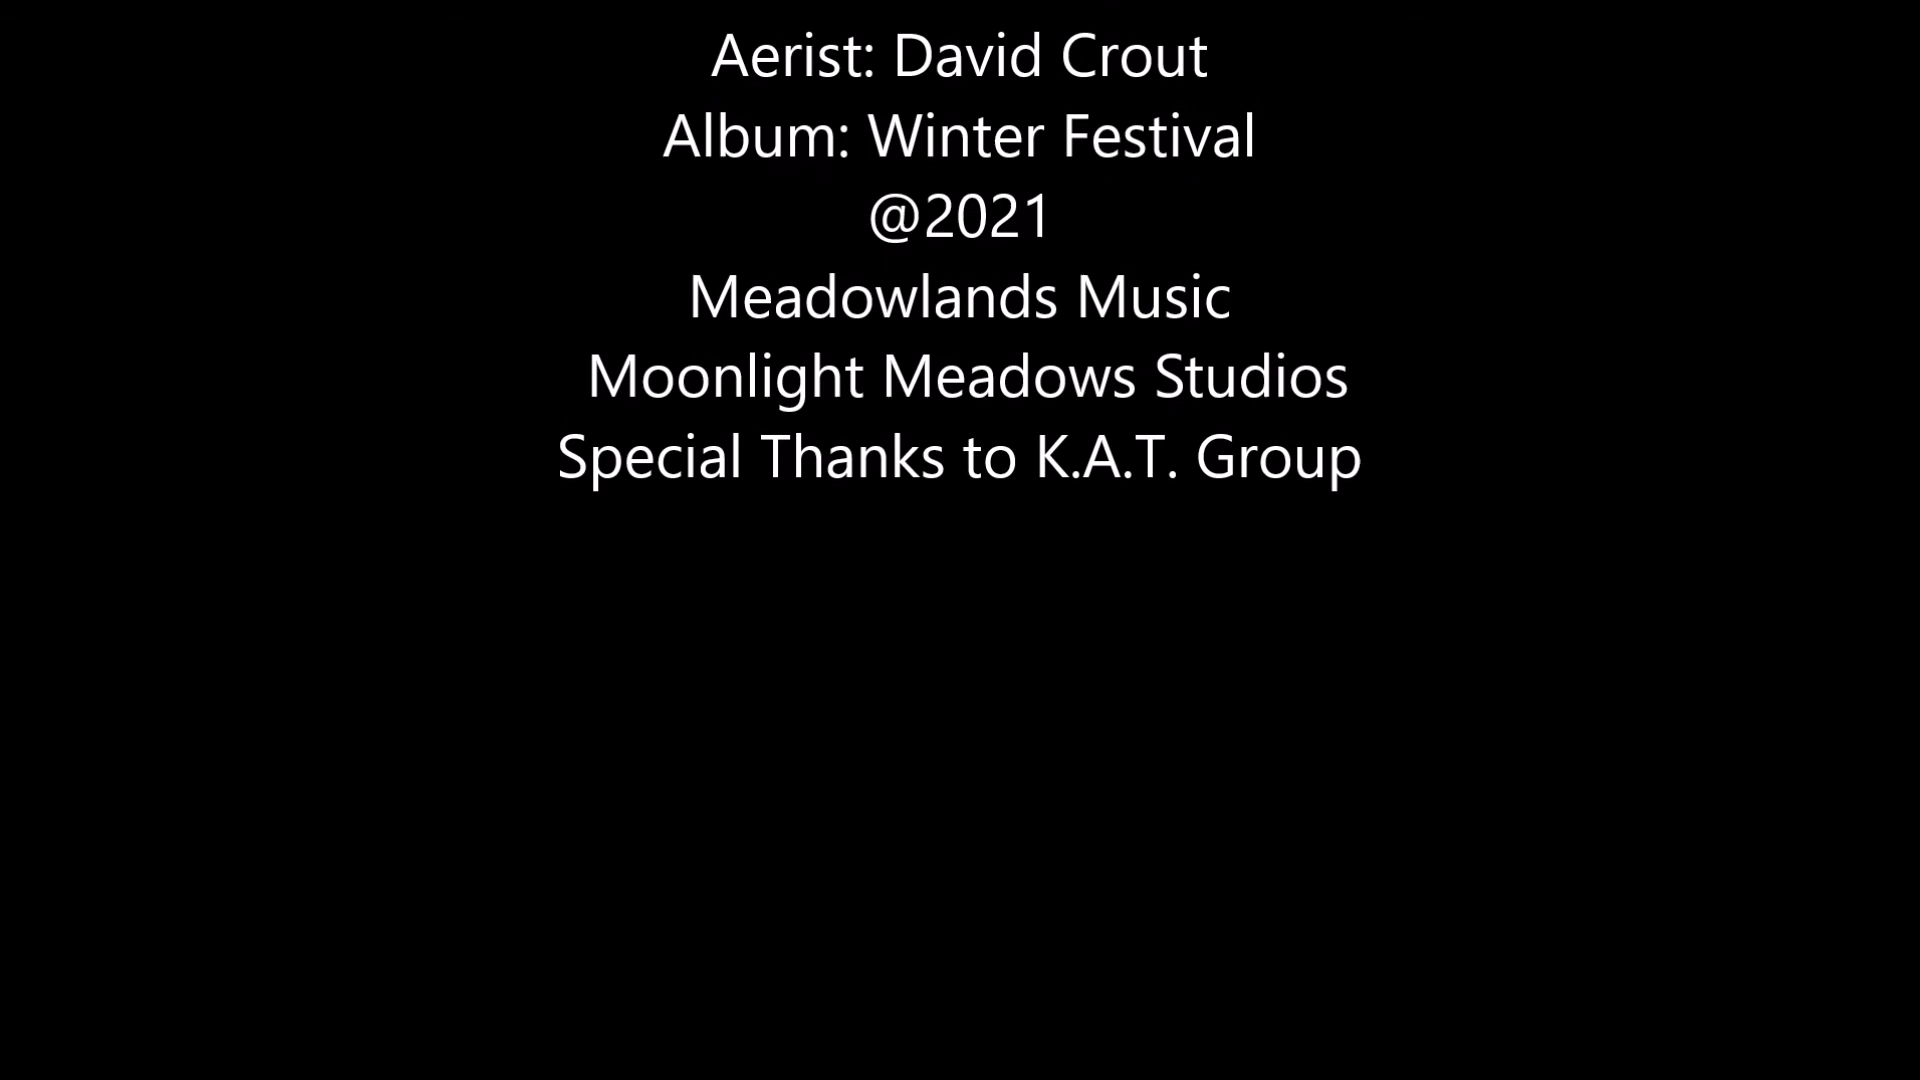 Aerist: David Crout
Album: Winter Festival
@2021
Meadowlands Music
Moonlight Meadows Studios
Special Thanks to K.A.T. Group